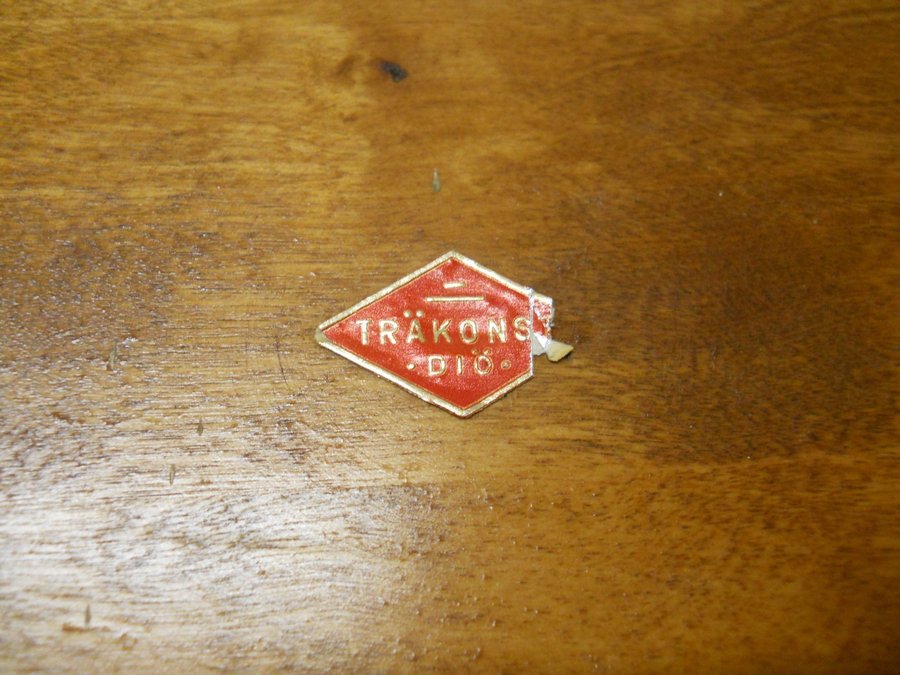 TRÄKONS
· DIÖ ·